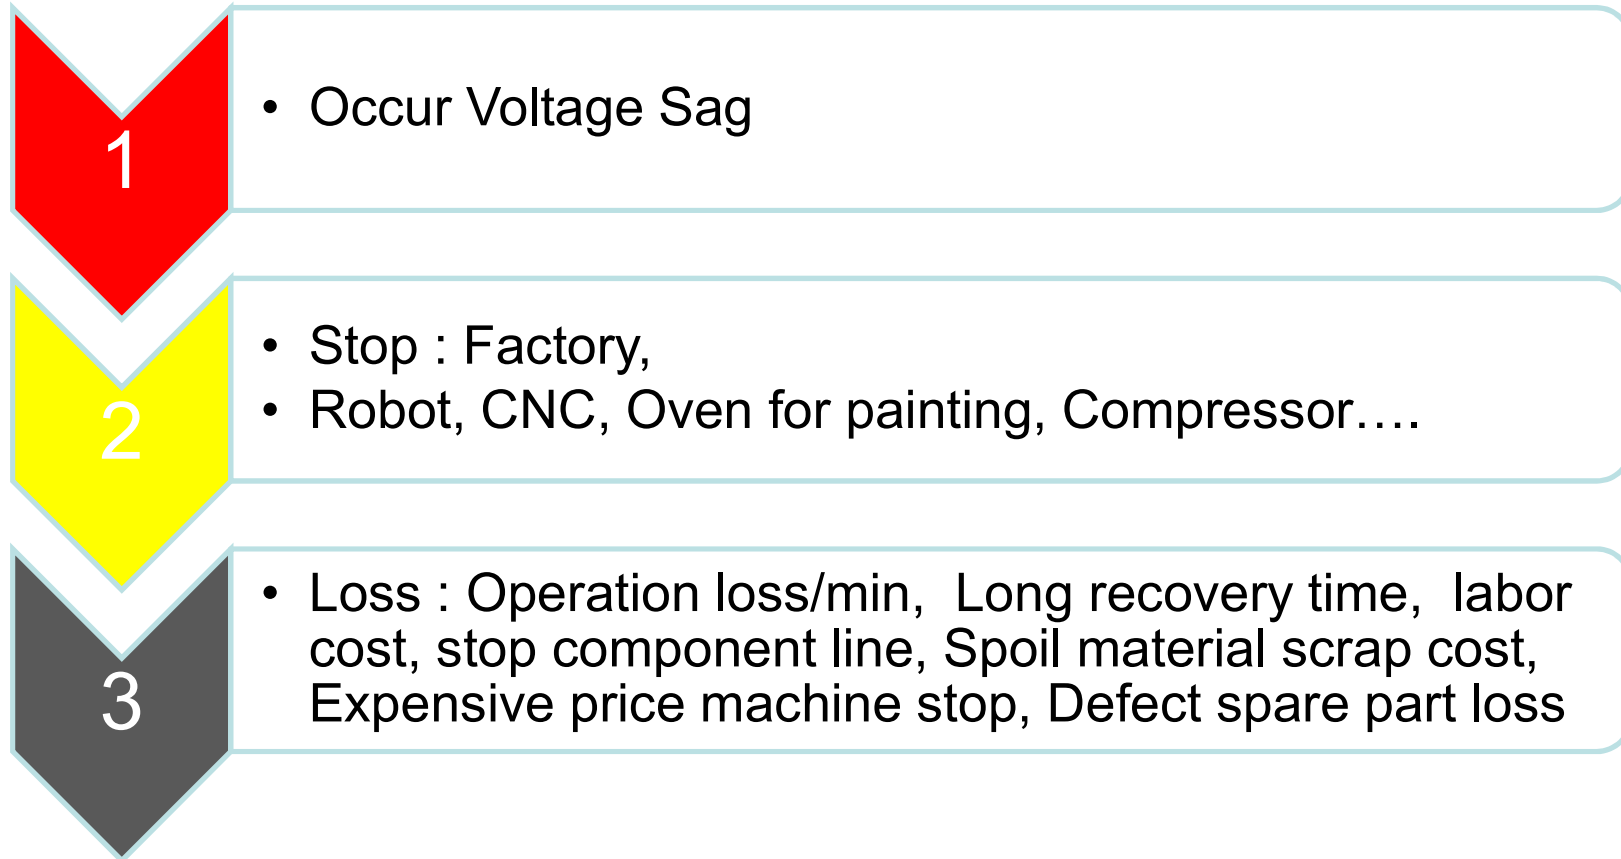 1
• Occur Voltage Sag
2
• Stop : Factory,
• Robot, CNC, Oven for painting, Compressor….
3
• Loss : Operation loss/min,  Long recovery time,  labor
cost, stop component line, Spoil material scrap cost,
Expensive price machine stop, Defect spare part loss